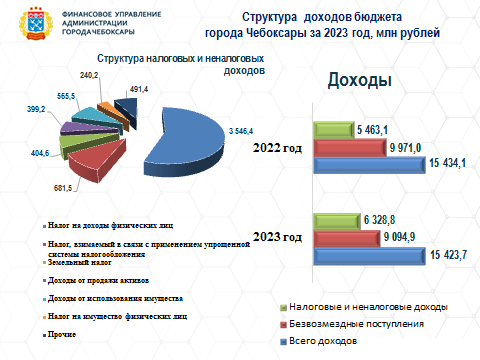 ФИНАНСОВОЕ УПРАВЛЕНИЕ
АДМИНИСТРАЦИИ
ГОРОДА ЧЕБОКСАРЫ
Структура доходов бюджета
города Чебоксары за 2023 год, млн рублей
Структура налоговых и неналоговых
доходов
240,2
491,4
565,5
399,2
404,6
681,5
3 546,4
Налог на доходы физических лиц
Налог, взимаемый в связи с применением упрощенной
системы налогообложения
Земельный налог
Доходы от продажи активов
Доходы от использования имущества
Налог на имущество физических лиц
Прочие
Доходы
2022 год
5 463,1
9 971,0
15 434,1
2023 год
6 328,8
9 094,9
15 423,7
Налоговые и неналоговые доходы
Безвозмездные поступления
Всего доходов